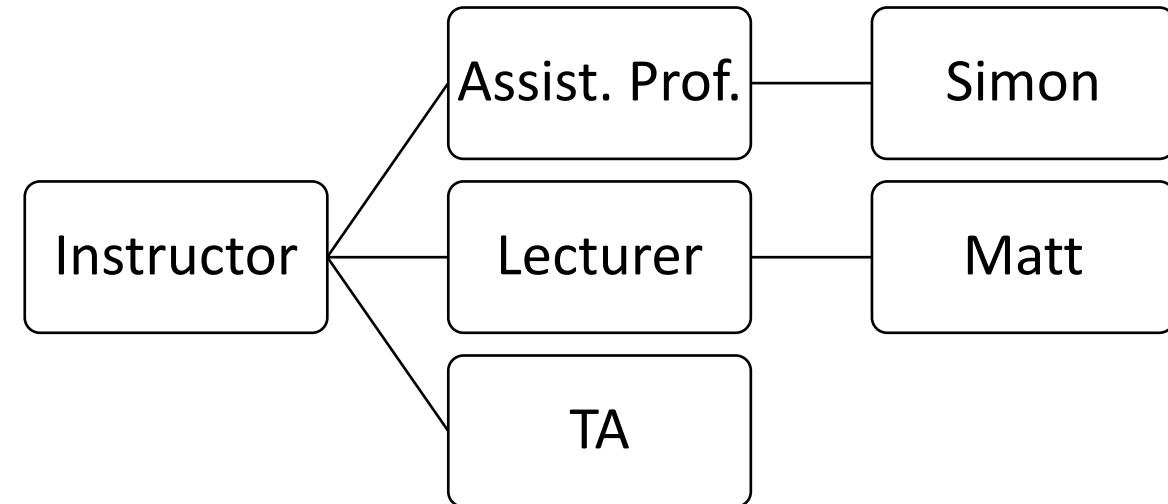 Assist. Prof.
Simon
Instructor
Lecturer
Matt
TA